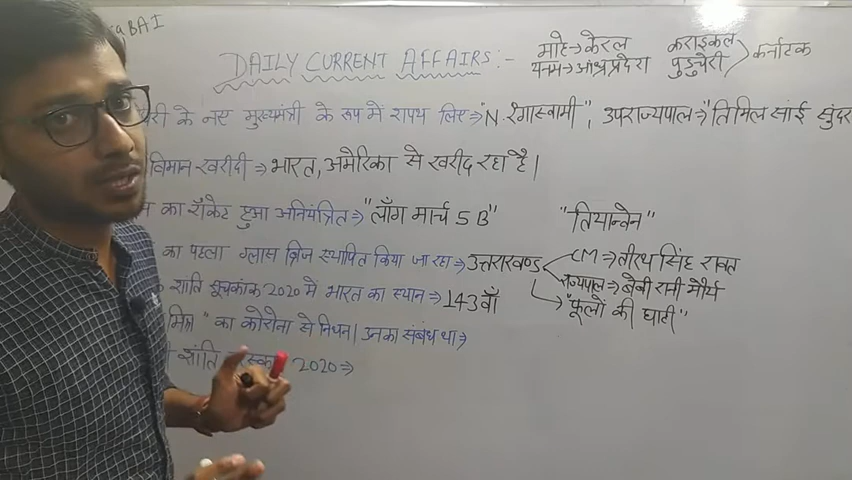 BAI
DAILY CURRENT AFFAIRS:-
माहे→केरल
यनम→आंध्रप्रदेश
कराइकल
पुडुचेरी
कर्नाटक
के नए मुख्यमंत्री के रूप में शपथ लिए⇒"N. रंगास्वामी", उपराज्यपाल⇒"तिमिल साई सुंदर
विमान खरीदी⇒भारत, अमेरिका से खरीद रहा है।
का रॉकेट हुआ अनियंत्रित⇒"लाँग मार्च 5 B" "तियान्वेन"
का पहला ग्लास ब्रिज स्थापित किया जा रहा⇒उत्तराखण्ड
CM⇒तीरथ सिंह रावत
राज्यपाल⇒बेबी रानी मौर्य
"फूलों की घाटी"
शांति सूचकांक 2020 में भारत का स्थान⇒143वाँ
" का कोरोना से निधन। उनका संबंध था⇒
शांति 2020⇒